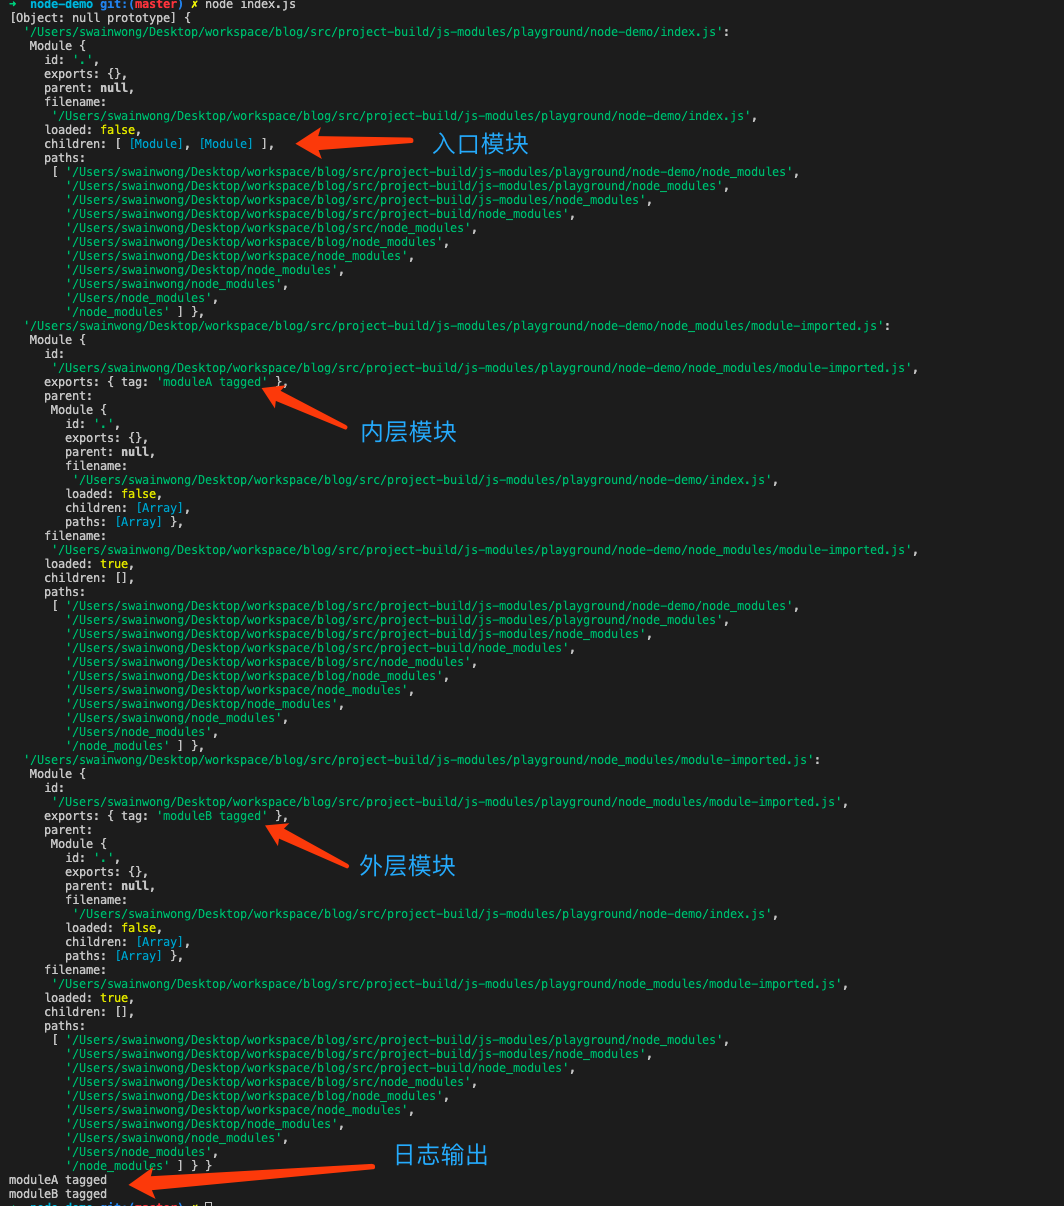 → node-demo git:(master) ✗ node index.js
[Object: null prototype] {
'/Users/swainwong/Desktop/workspace/blog/src/project-build/js-modules/playground/node-demo/index.js':
Module {
id: '.',
exports: {},
parent: null,
filename:
'/Users/swainwong/Desktop/workspace/blog/src/project-build/js-modules/playground/node-demo/index.js',
loaded: false,
children: [ [Module], [Module] ],
入口模块
paths:
[ '/Users/swainwong/Desktop/workspace/blog/src/project-build/js-modules/playground/node-demo/node_modules',
'/Users/swainwong/Desktop/workspace/blog/src/project-build/js-modules/playground/node_modules',
'/Users/swainwong/Desktop/workspace/blog/src/project-build/js-modules/node_modules',
'/Users/swainwong/Desktop/workspace/blog/src/project-build/node_modules',
'/Users/swainwong/Desktop/workspace/blog/src/node_modules',
'/Users/swainwong/Desktop/workspace/blog/node_modules',
'/Users/swainwong/Desktop/workspace/node_modules',
'/Users/swainwong/Desktop/node_modules',
'/Users/swainwong/node_modules',
'/Users/node_modules',
'/node_modules' ] },
'/Users/swainwong/Desktop/workspace/blog/src/project-build/js-modules/playground/node-demo/node_modules/module-imported.js':
Module {
id:
'/Users/swainwong/Desktop/workspace/blog/src/project-build/js-modules/playground/node-demo/node_modules/module-imported.js',
exports: { tag: 'moduleA tagged' },
parent:
Module {
id: '.',
内层模块
exports: {},
parent: null,
filename:
'/Users/swainwong/Desktop/workspace/blog/src/project-build/js-modules/playground/node-demo/index.js',
loaded: false,
children: [Array],
paths: [Array] },
filename:
'/Users/swainwong/Desktop/workspace/blog/src/project-build/js-modules/playground/node-demo/node_modules/module-imported.js',
loaded: true,
children: [],
paths:
[ '/Users/swainwong/Desktop/workspace/blog/src/project-build/js-modules/playground/node-demo/node_modules',
'/Users/swainwong/Desktop/workspace/blog/src/project-build/js-modules/playground/node_modules',
'/Users/swainwong/Desktop/workspace/blog/src/project-build/js-modules/node_modules',
'/Users/swainwong/Desktop/workspace/blog/src/project-build/node_modules',
'/Users/swainwong/Desktop/workspace/blog/src/node_modules',
'/Users/swainwong/Desktop/workspace/blog/node_modules',
'/Users/swainwong/Desktop/workspace/node_modules',
'/Users/swainwong/Desktop/node_modules',
'/Users/swainwong/node_modules',
'/Users/node_modules',
'/node_modules' ] },
'/Users/swainwong/Desktop/workspace/blog/src/project-build/js-modules/playground/node_modules/module-imported.js':
Module {
id:
'/Users/swainwong/Desktop/workspace/blog/src/project-build/js-modules/playground/node_modules/module-imported.js',
exports: { tag: 'moduleB tagged' },
parent:
Module {
id: '.',
外层模块
exports: {},
parent: null,
filename:
'/Users/swainwong/Desktop/workspace/blog/src/project-build/js-modules/playground/node-demo/index.js',
loaded: false,
children: [Array],
paths: [Array] },
filename:
'/Users/swainwong/Desktop/workspace/blog/src/project-build/js-modules/playground/node_modules/module-imported.js',
loaded: true,
children: [],
paths:
[ '/Users/swainwong/Desktop/workspace/blog/src/project-build/js-modules/playground/node_modules',
'/Users/swainwong/Desktop/workspace/blog/src/project-build/js-modules/node_modules',
'/Users/swainwong/Desktop/workspace/blog/src/project-build/node_modules',
'/Users/swainwong/Desktop/workspace/blog/src/node_modules',
'/Users/swainwong/Desktop/workspace/blog/node_modules',
'/Users/swainwong/Desktop/workspace/node_modules',
'/Users/swainwong/Desktop/node_modules',
'/Users/swainwong/node_modules',
'/Users/node_modules',
日志输出
'/node_modules' ] } }
moduleA tagged
moduleB tagged